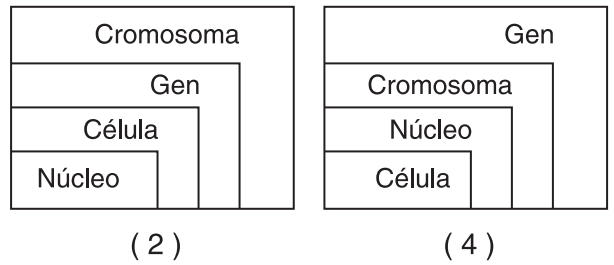 Cromosoma
Gen
Célula
Núcleo
( 2 )
Gen
Cromosoma
Núcleo
Célula
( 4 )